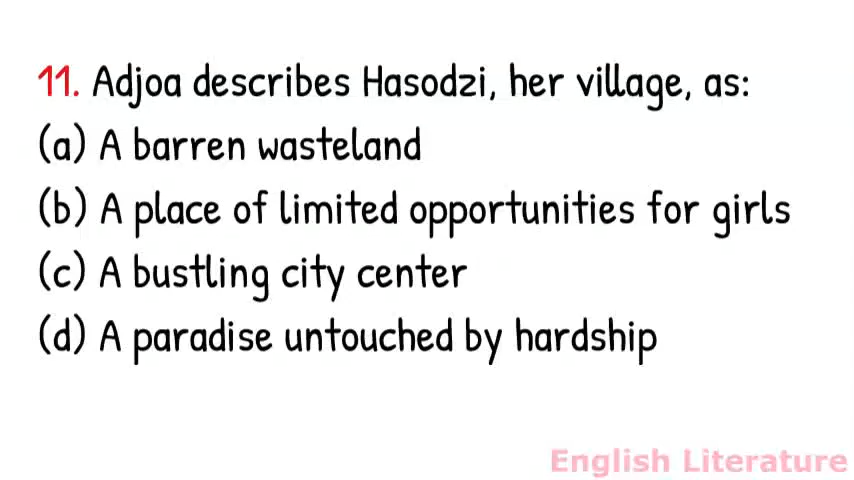 11. Adjoa describes Hasodzi, her village, as:
(a) A barren wasteland
(b) A place of limited opportunities for girls
(c) A bustling city center
(d) A paradise untouched by hardship
English Literature